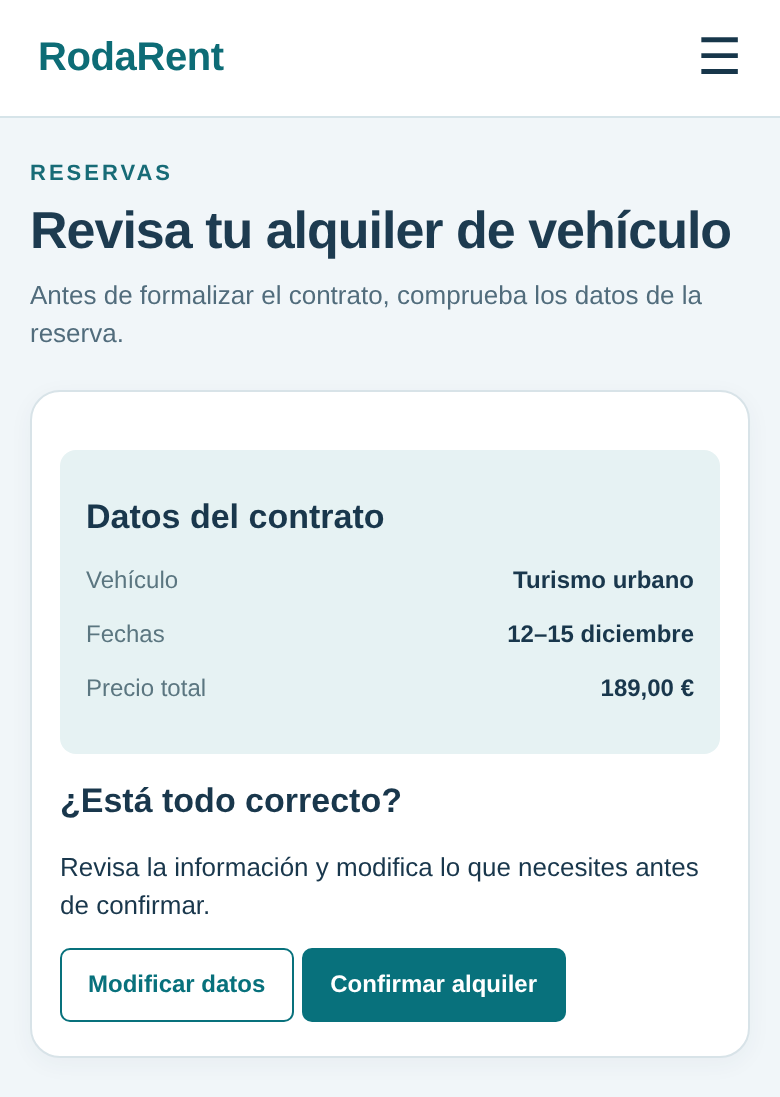 RodaRent
RESERVAS
Revisa tu alquiler de vehículo
Antes de formalizar el contrato, comprueba los datos de la
reserva.
Datos del contrato
Vehículo Turismo urbano
Fechas 12–15 diciembre
Precio total 189,00 €
¿Está todo correcto?
Revisa la información y modifica lo que necesites antes
de confirmar.
Modificar datos Confirmar alquiler